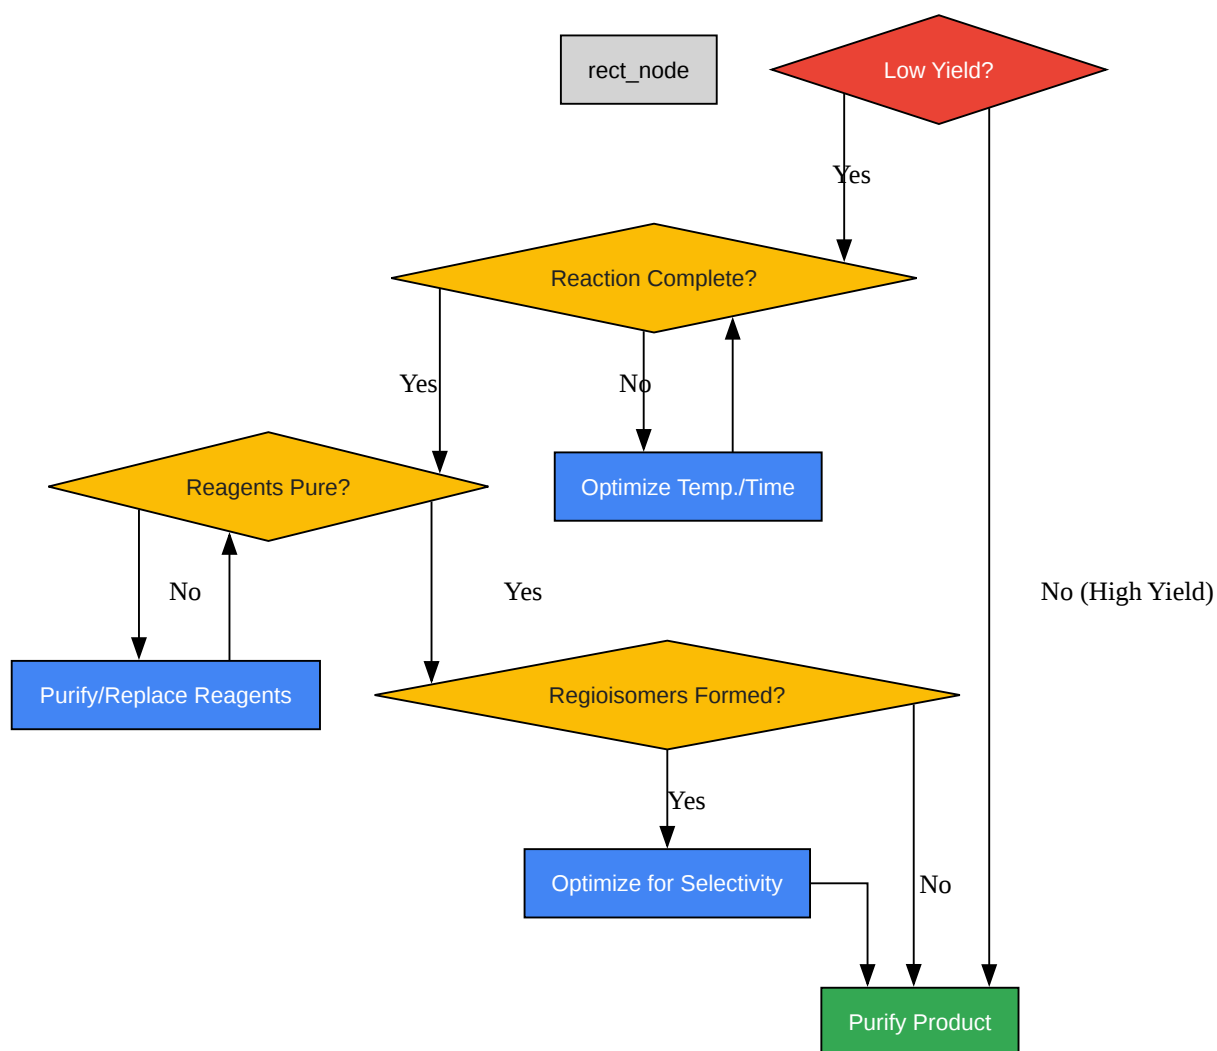 rect_node
Low Yield?
Yes
Reaction Complete?
Yes
No
Reagents Pure?
Optimize Temp./Time
No
Yes
No (High Yield)
Purify/Replace Reagents
Regioisomers Formed?
Yes
Optimize for Selectivity
No
Purify Product